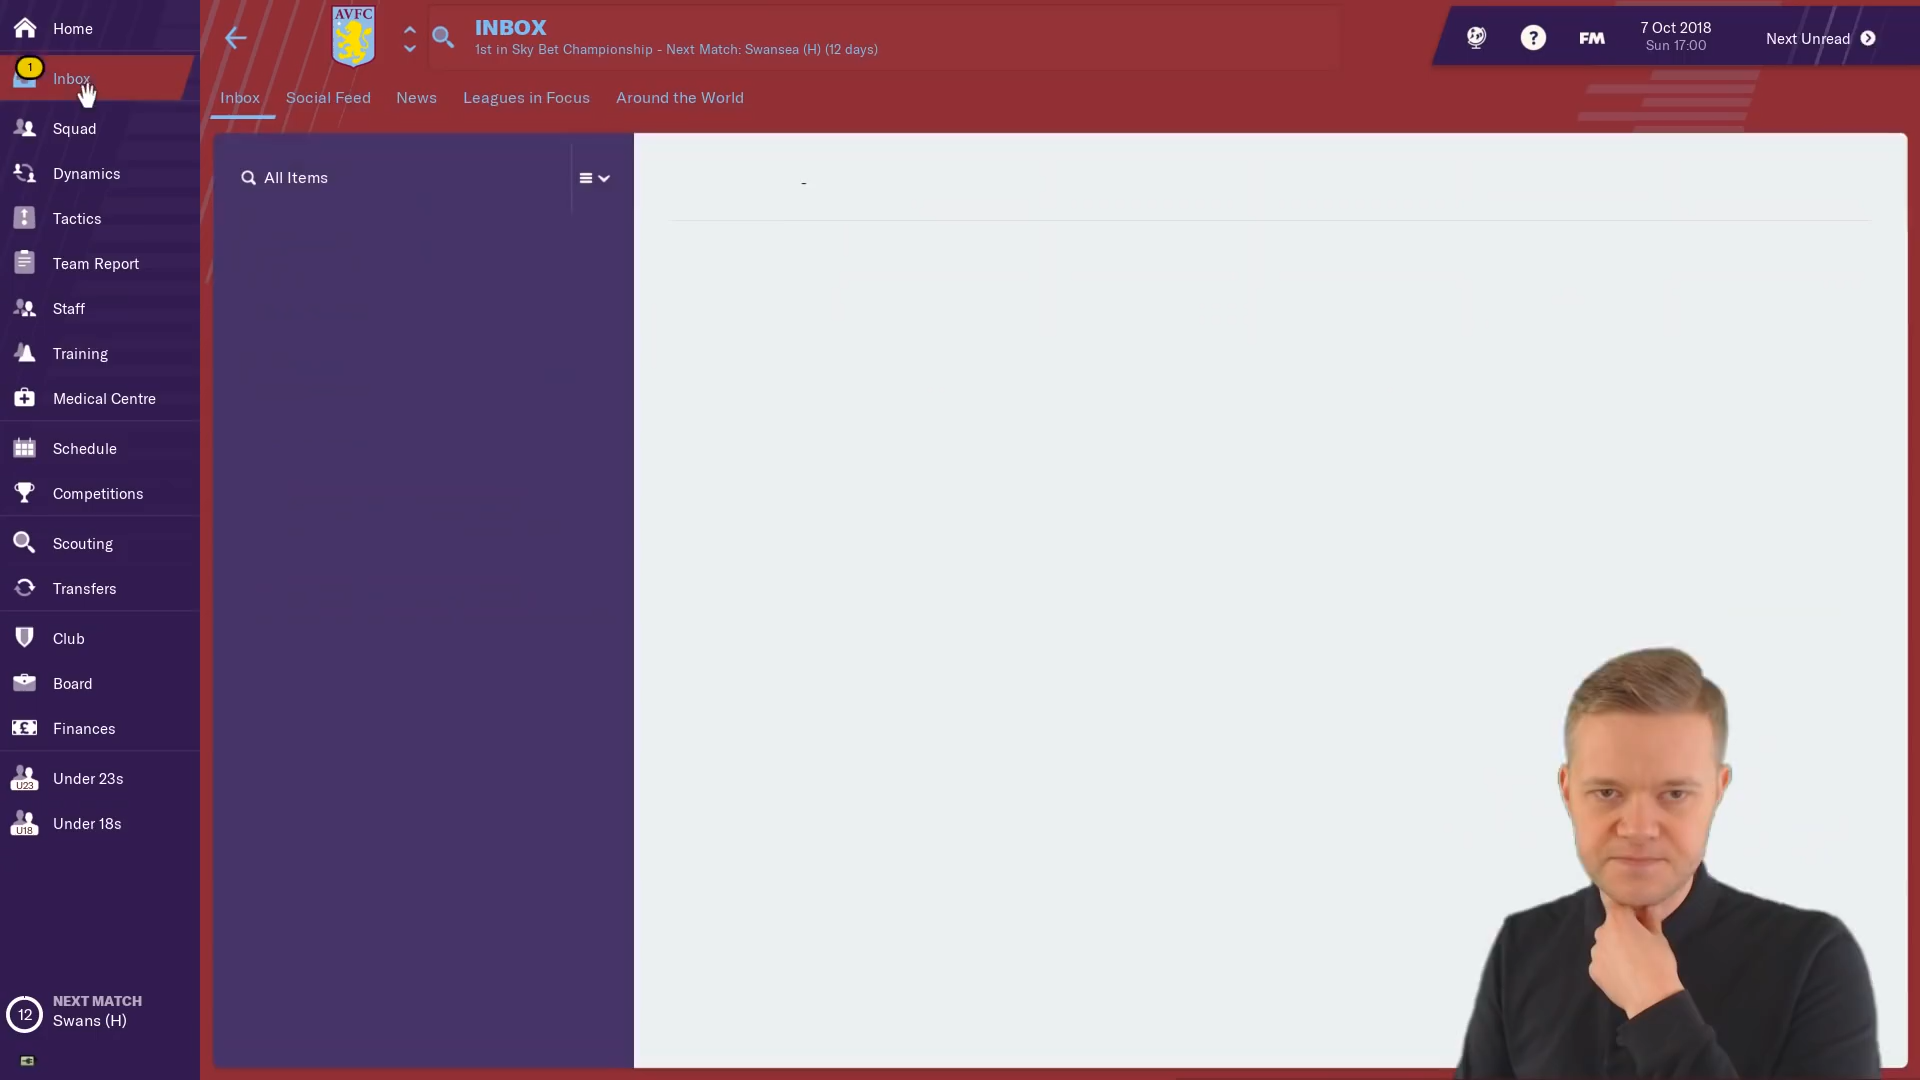 Home
1
Inbox
Squad
Dynamics
Tactics
Team Report
Staff
Training
Medical Centre
Schedule
Competitions
Scouting
Transfers
Club
Board
Finances
U23
Under 23s
U18
Under 18s
12
NEXT MATCH
Swans (H)
AVFC
INBOX
1st in Sky Bet Championship - Next Match: Swansea (H) (12 days)
?
FM
7 Oct 2018
Sun 17:00
Next Unread
Inbox
Social Feed
News
Leagues in Focus
Around the World
All Items
-